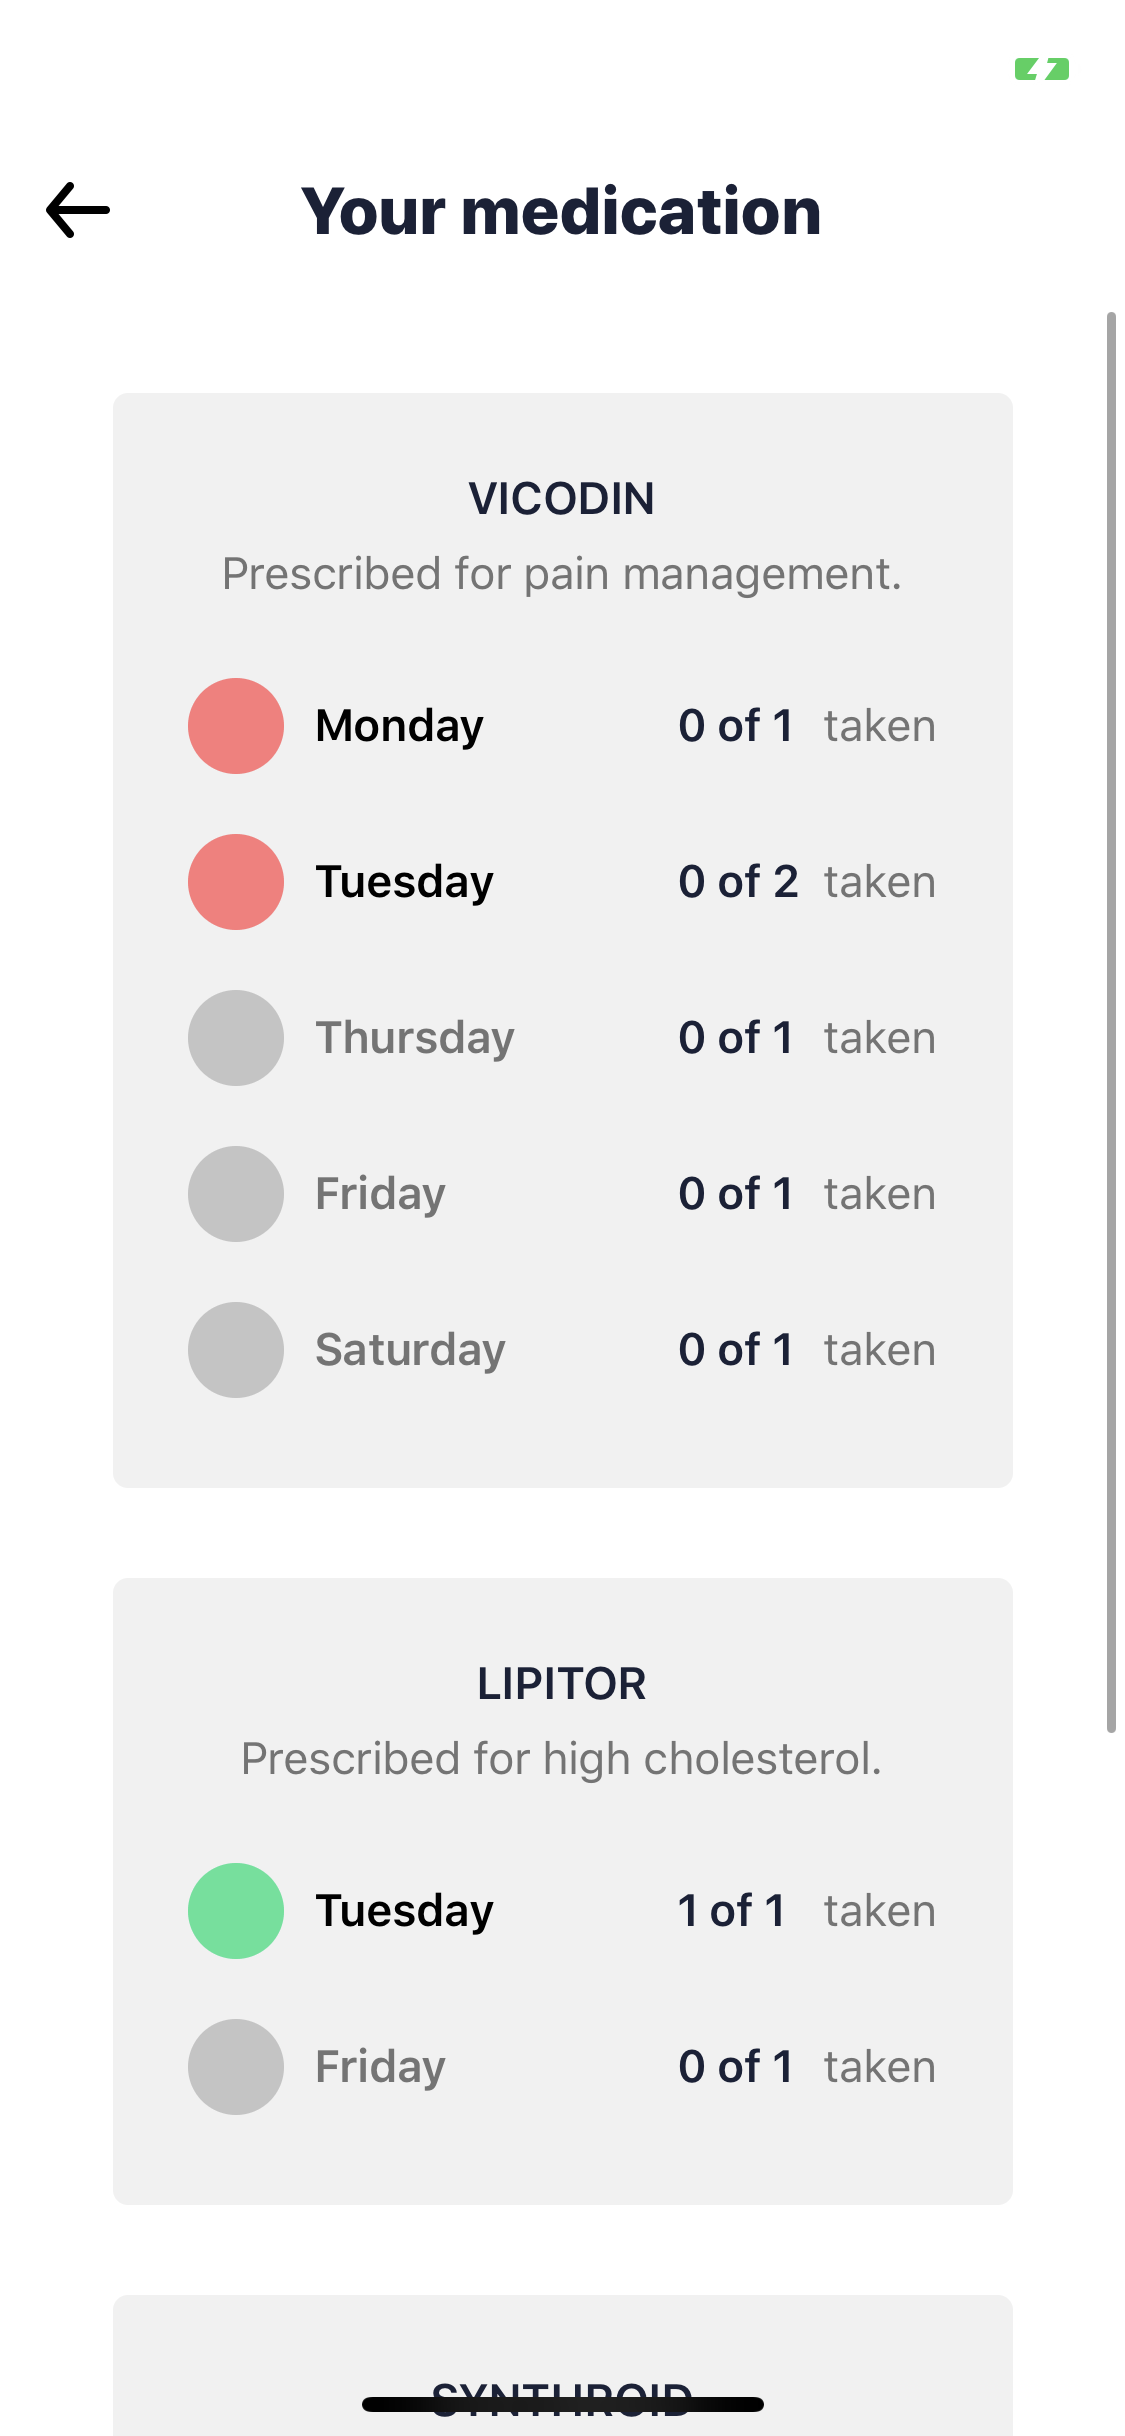 Your medication
VICODIN
Prescribed for pain management.
Monday 0 of 1 taken
Tuesday 0 of 2 taken
Thursday 0 of 1 taken
Friday 0 of 1 taken
Saturday 0 of 1 taken
LIPITOR
Prescribed for high cholesterol.
Tuesday 1 of 1 taken
Friday 0 of 1 taken
SYNTHROID